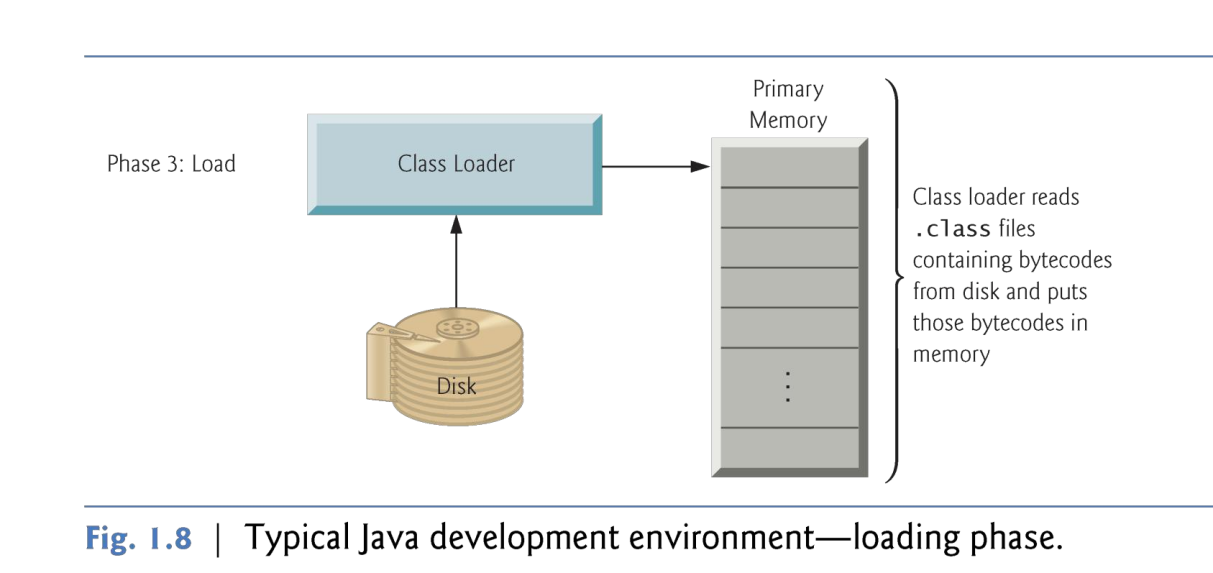 Primary
Memory
Phase 3: Load
Class Loader
Class loader reads
.class files
containing bytecodes
from disk and puts
those bytecodes in
memory
Disk
Fig. 1.8 | Typical Java development environment—loading phase.